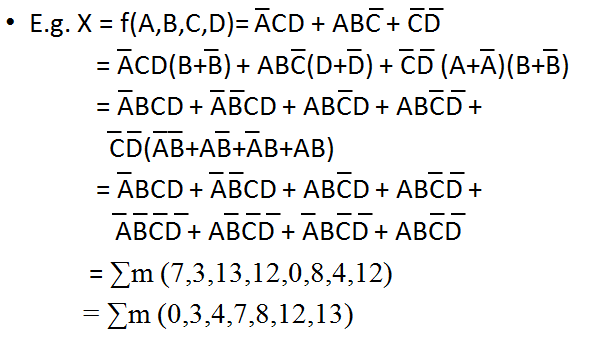 • E.g. X = f(A,B,C,D)= A̅CD + ABC̅ + C̅D̅
= A̅CD(B+B̅) + ABC̅(D+D̅) + C̅D̅ (A+A̅)(B+B̅)
= A̅BCD + A̅B̅CD + ABC̅D + ABC̅D̅ +
C̅D̅(A̅B̅+AB̅+A̅B+AB)
= A̅BCD + A̅B̅CD + ABC̅D + ABC̅D̅ +
A̅B̅C̅D̅ + AB̅C̅D̅ + A̅BC̅D̅ + ABC̅D̅
= ∑m (7,3,13,12,0,8,4,12)
= ∑m (0,3,4,7,8,12,13)